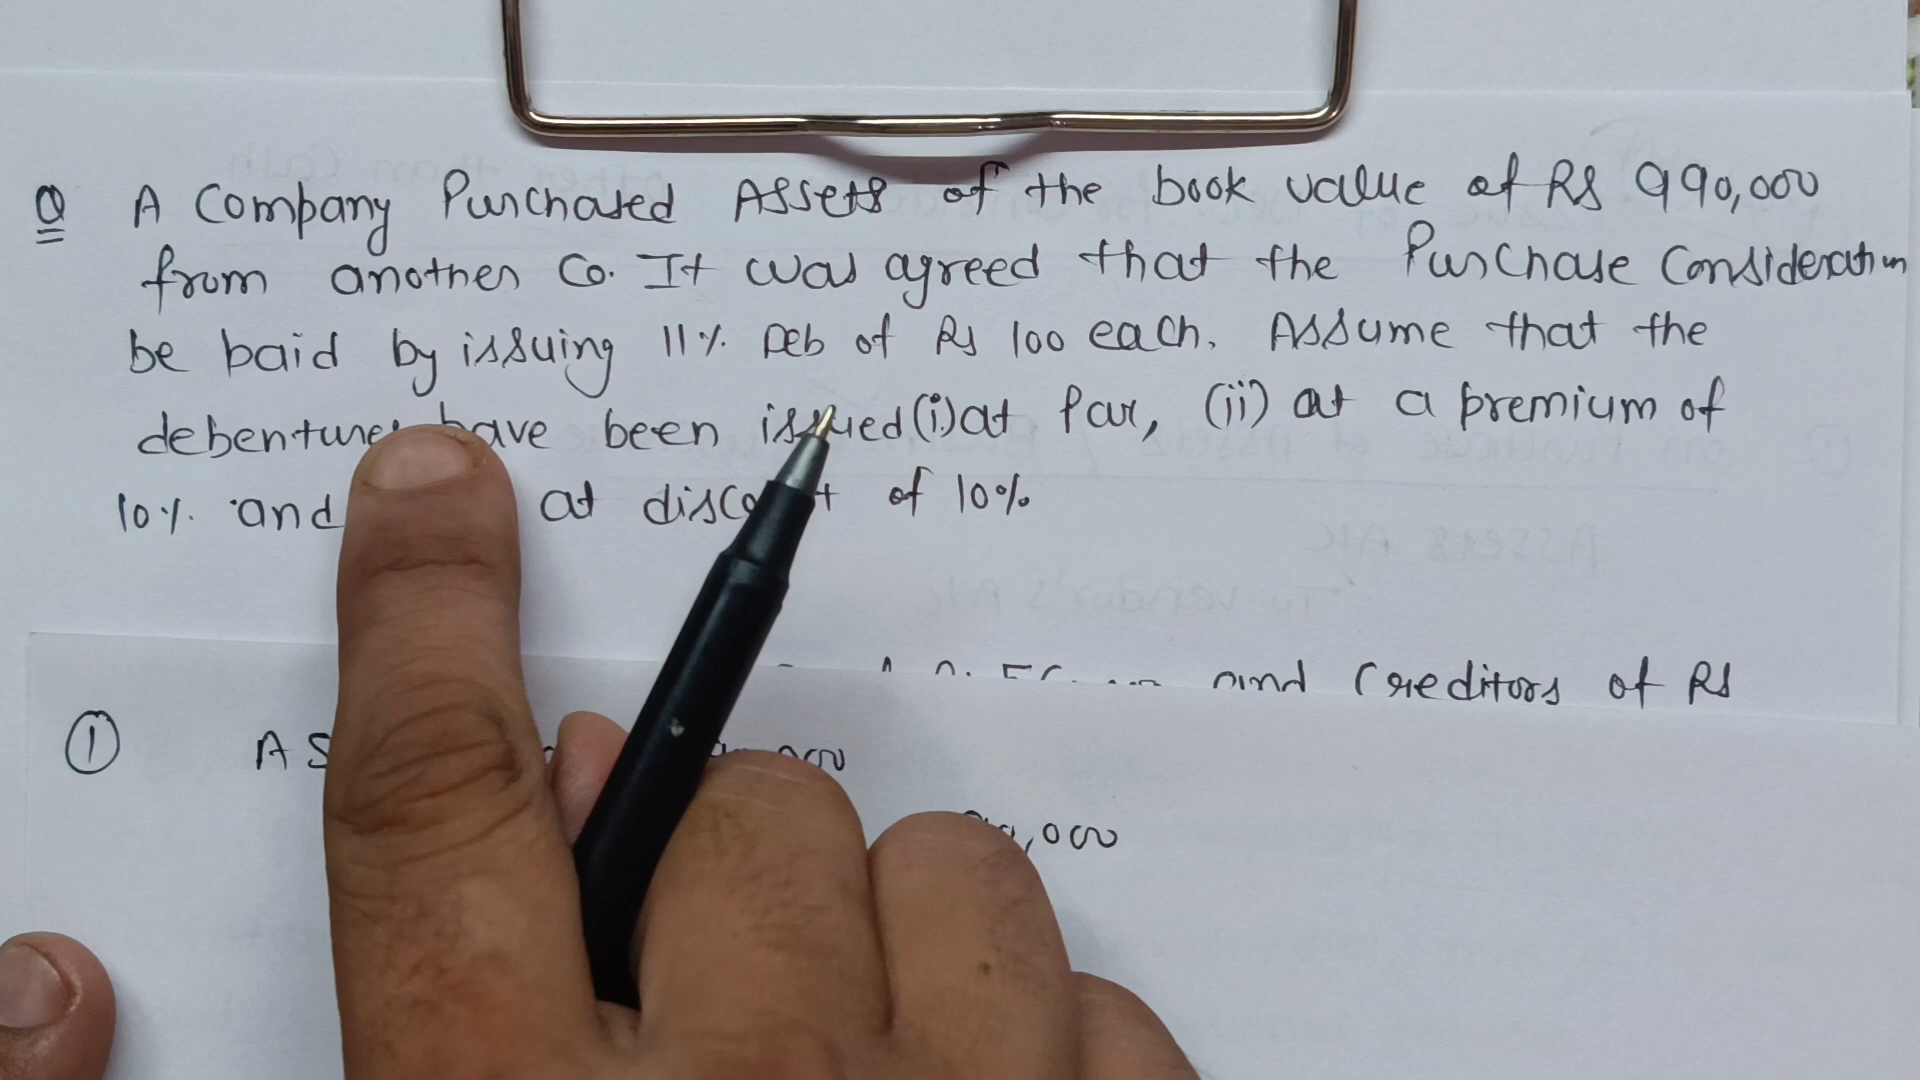 Q A Company Purchased Assets of the book value of RS 990,000
from another Co. It was agreed that the Purchase Consideration
be paid by issuing 11% Deb of Rs 100 each. Assume that the
debentures have been issued (i) at Par, (ii) at a premium of
10% and at discount of 10%
and Creditors of Rs
① AS
,000